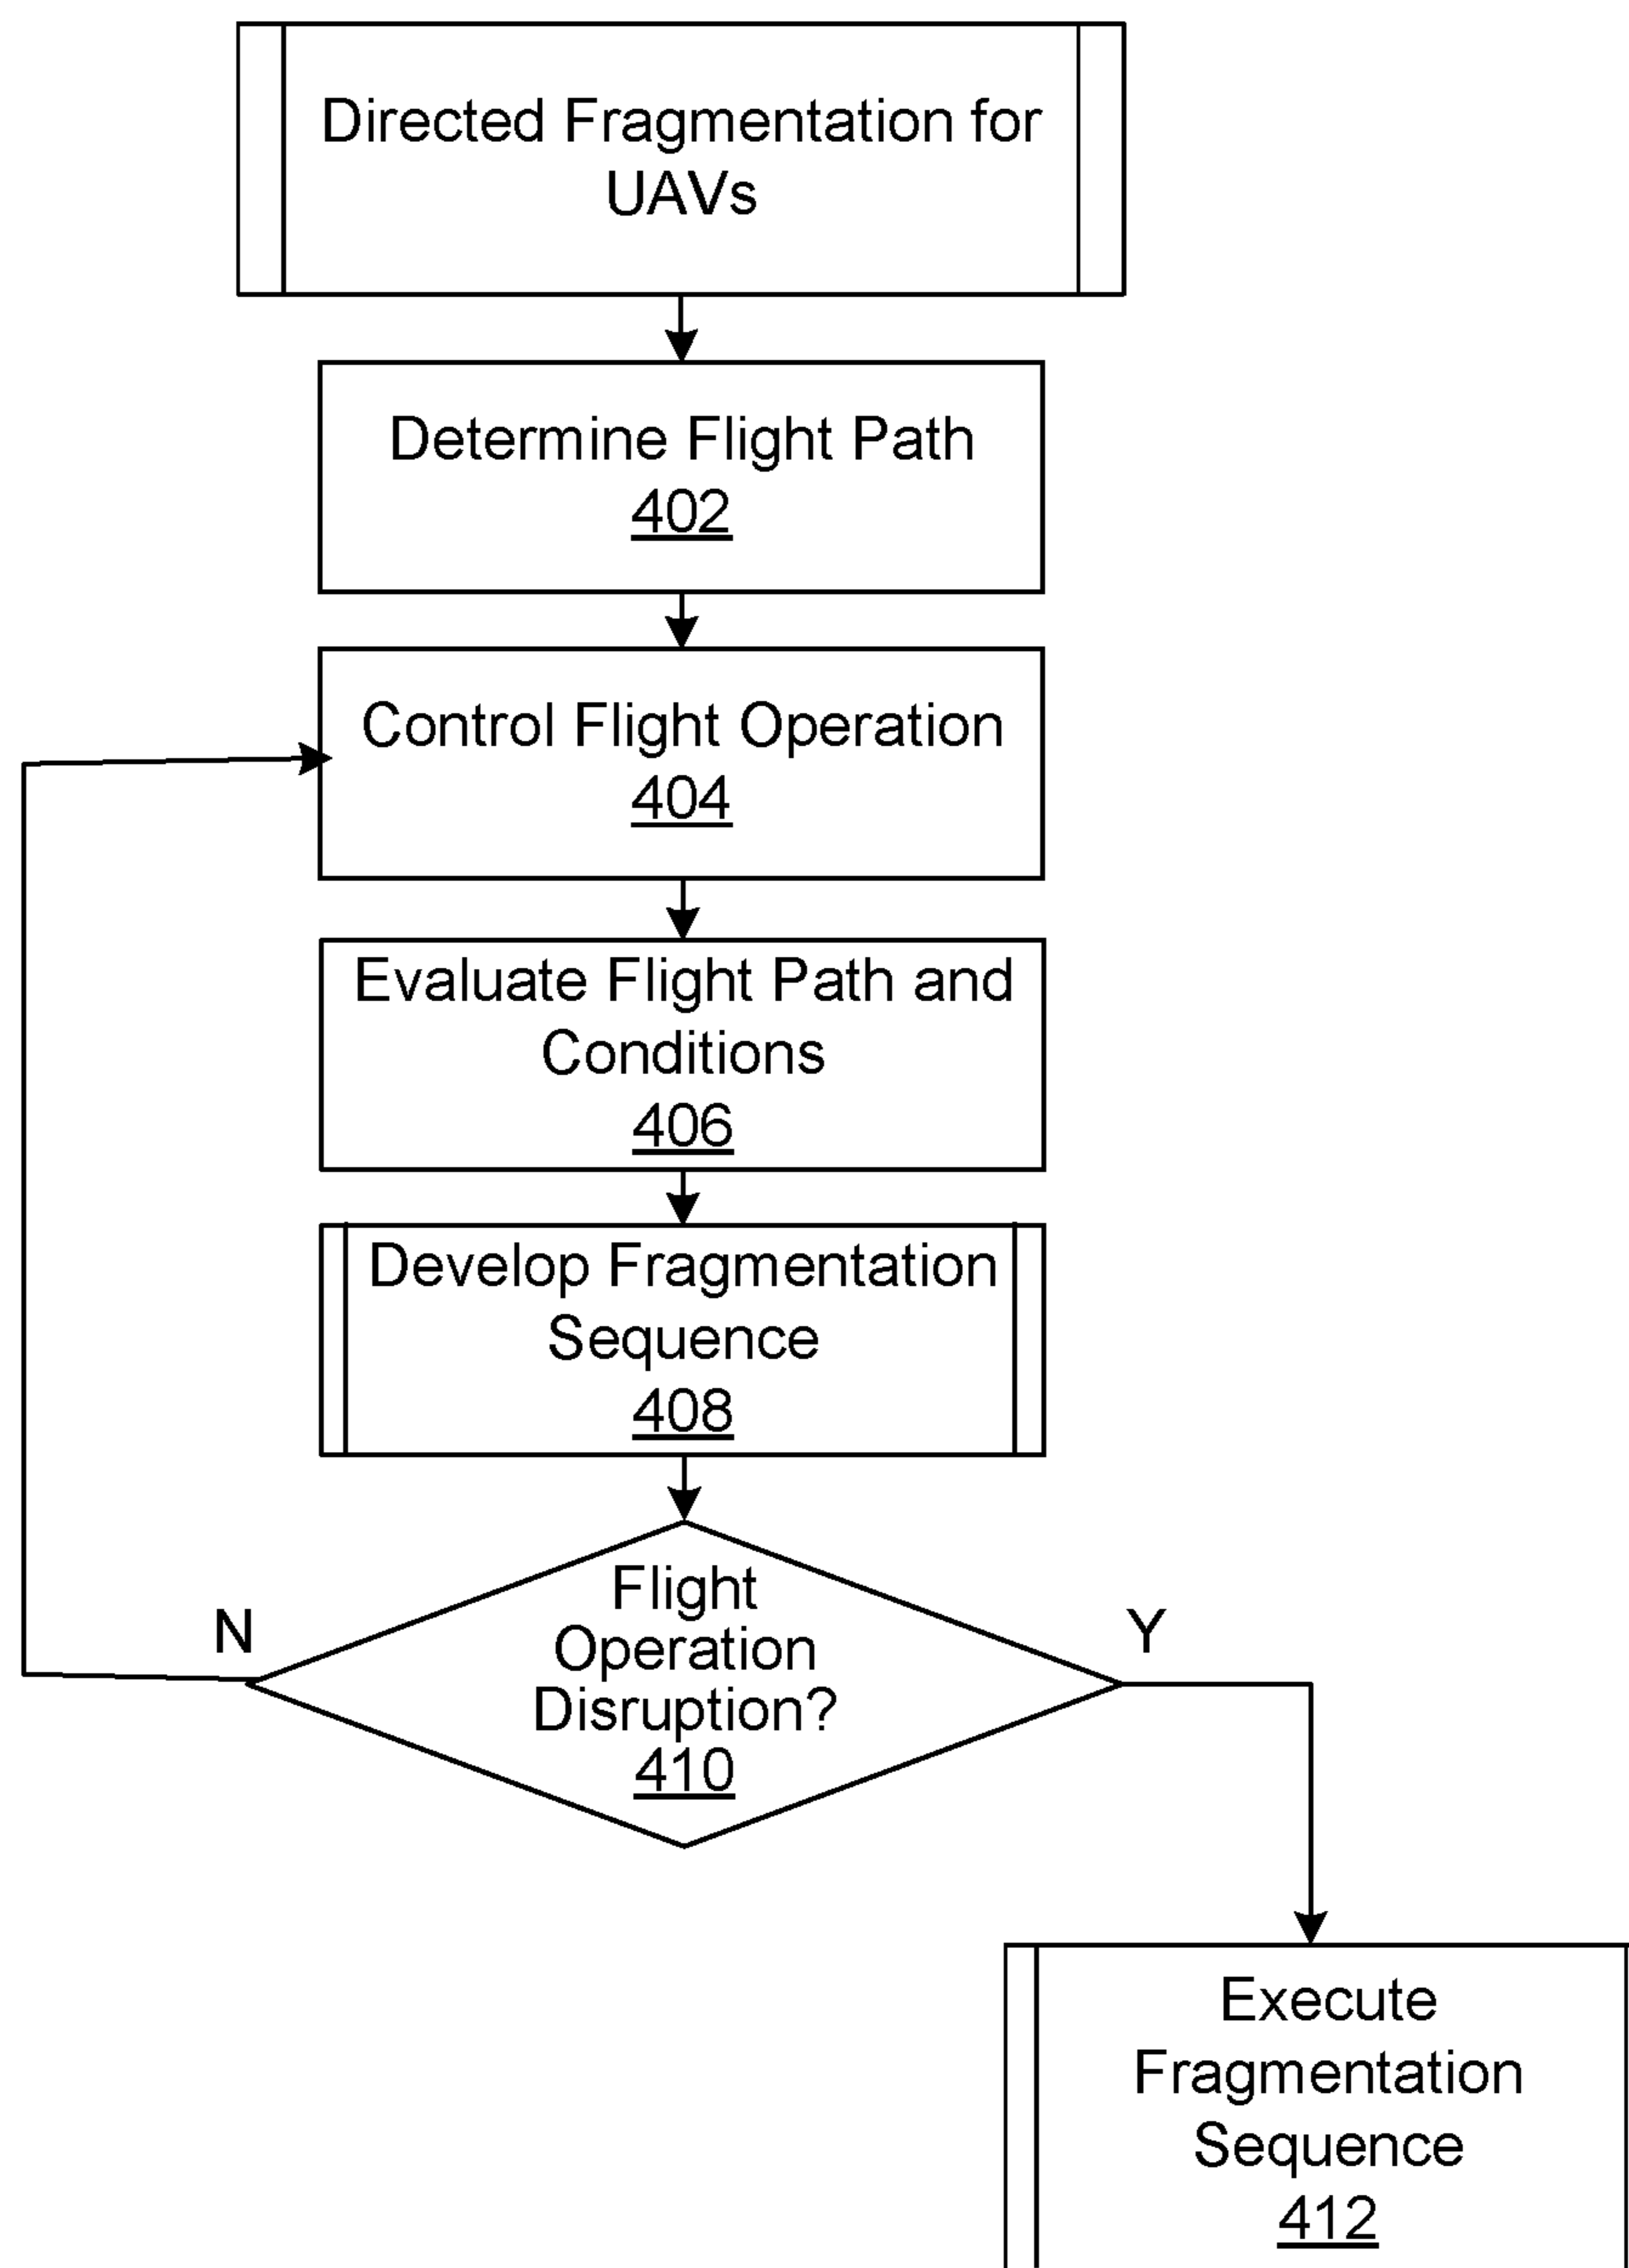 Directed Fragmentation for
UAVs
Determine Flight Path
402
Control Flight Operation
404
Evaluate Flight Path and
Conditions
406
Develop Fragmentation
Sequence
408
Flight
Operation
Disruption?
410
N
Y
Execute
Fragmentation
Sequence
412